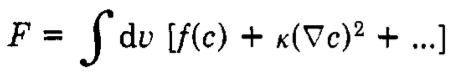 F = ∫ dv [f(c) + κ(∇c)² + ...]